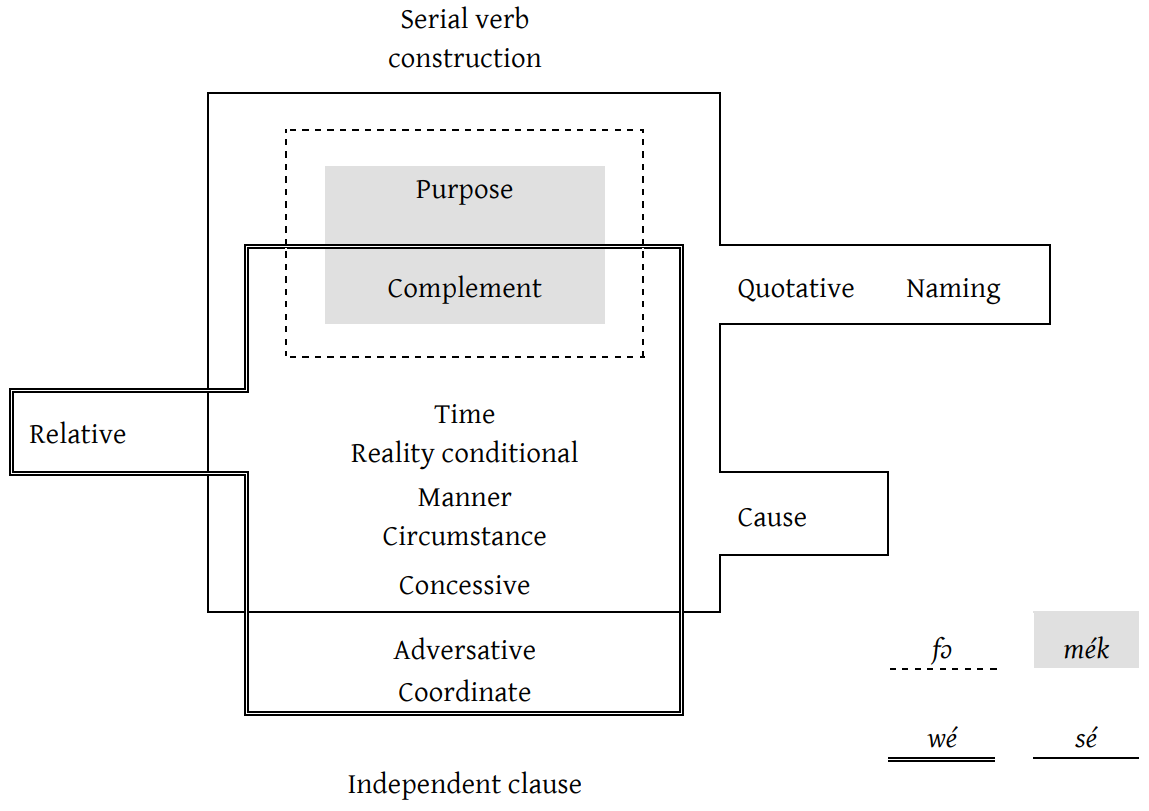 Serial verb
construction
Purpose
Complement
Quotative Naming
Time
Relative
Reality conditional
Manner
Cause
Circumstance
Concessive
Adversative
fɔ mék
Coordinate
wé sé
Independent clause